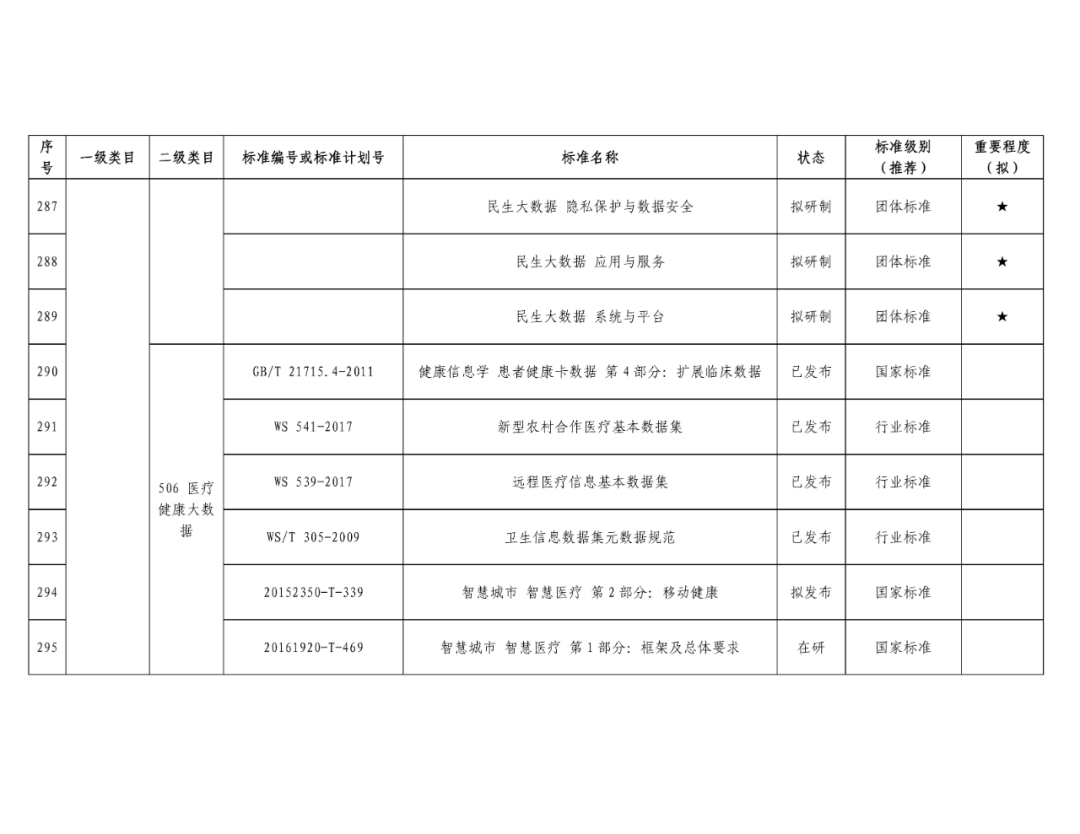 序号 一级类目 二级类目 标准编号或标准计划号 标准名称 状态 标准级别（推荐） 重要程度（拟）
287 民生大数据 隐私保护与数据安全 拟研制 团体标准 ★
288 民生大数据 应用与服务 拟研制 团体标准 ★
289 民生大数据 系统与平台 拟研制 团体标准 ★
506 医疗健康大数据
290 GB/T 21715.4-2011 健康信息学 患者健康卡数据 第 4 部分：扩展临床数据 已发布 国家标准
291 WS 541-2017 新型农村合作医疗基本数据集 已发布 行业标准
292 WS 539-2017 远程医疗信息基本数据集 已发布 行业标准
293 WS/T 305-2009 卫生信息数据集元数据规范 已发布 行业标准
294 20152350-T-339 智慧城市 智慧医疗 第 2 部分：移动健康 拟发布 国家标准
295 20161920-T-469 智慧城市 智慧医疗 第 1 部分：框架及总体要求 在研 国家标准